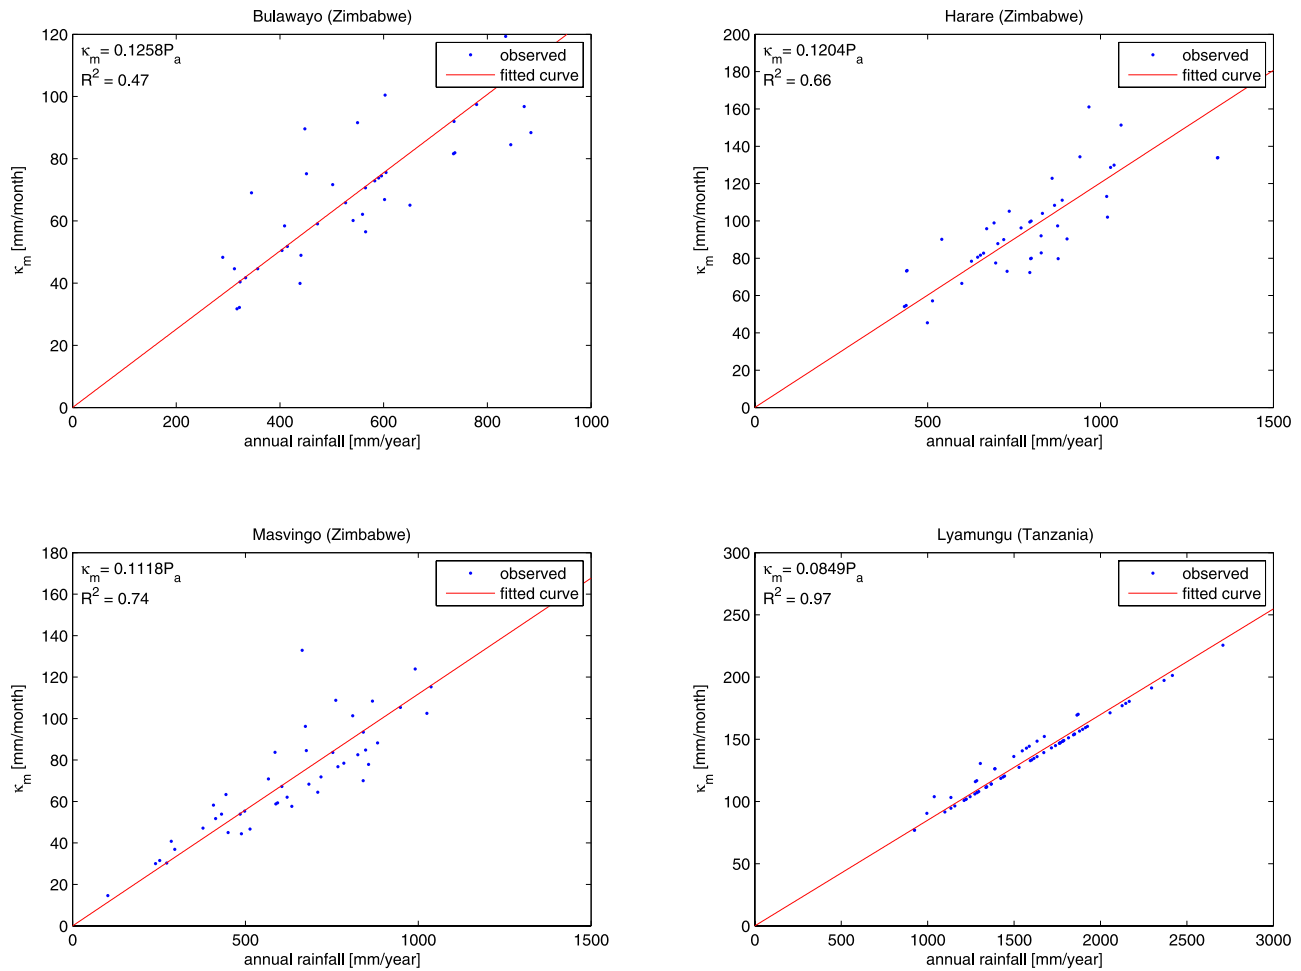 Bulawayo (Zimbabwe)
120
100
80
60
40
20
0
κm [mm/month]
κm = 0.1258Pa
R2 = 0.47
observed
fitted curve
0 200 400 600 800 1000
annual rainfall [mm/year]
Harare (Zimbabwe)
200
180
160
140
120
100
80
60
40
20
0
κm [mm/month]
κm = 0.1204Pa
R2 = 0.66
observed
fitted curve
0 500 1000 1500
annual rainfall [mm/year]
Masvingo (Zimbabwe)
180
160
140
120
100
80
60
40
20
0
κm [mm/month]
κm = 0.1118Pa
R2 = 0.74
observed
fitted curve
0 500 1000 1500
annual rainfall [mm/year]
Lyamungu (Tanzania)
300
250
200
150
100
50
0
κm [mm/month]
κm = 0.0849Pa
R2 = 0.97
observed
fitted curve
0 500 1000 1500 2000 2500 3000
annual rainfall [mm/year]